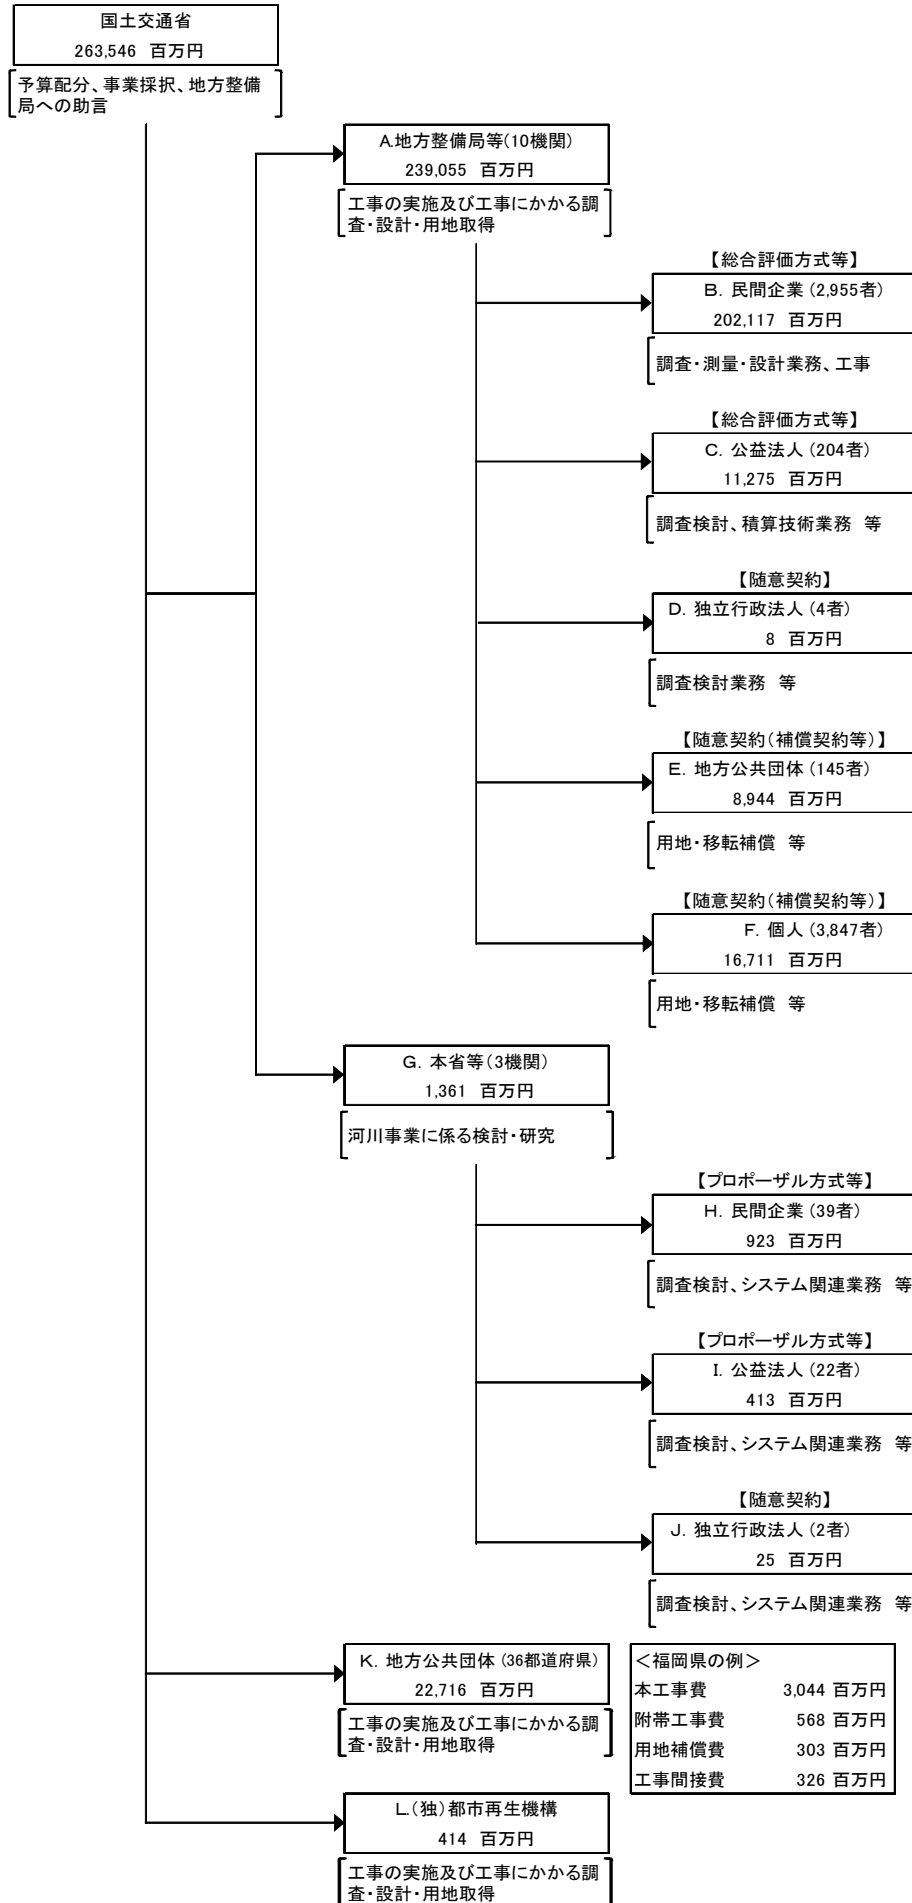 国土交通省
263,546 百万円
予算配分、事業採択、地方整備
局への助言
A.地方整備局等(10機関)
239,055 百万円
工事の実施及び工事にかかる調
査・設計・用地取得
【総合評価方式等】
B. 民間企業(2,955者)
202,117 百万円
調査・測量・設計業務、工事
【総合評価方式等】
C. 公益法人(204者)
11,275 百万円
調査検討、積算技術業務 等
【随意契約】
D. 独立行政法人(4者)
8 百万円
調査検討業務 等
【随意契約(補償契約等)】
E. 地方公共団体(145者)
8,944 百万円
用地・移転補償 等
【随意契約(補償契約等)】
F. 個人(3,847者)
16,711 百万円
用地・移転補償 等
G. 本省等(3機関)
1,361 百万円
河川事業に係る検討・研究
【プロポーザル方式等】
H. 民間企業(39者)
923 百万円
調査検討、システム関連業務 等
【プロポーザル方式等】
I. 公益法人(22者)
413 百万円
調査検討、システム関連業務 等
【随意契約】
J. 独立行政法人(2者)
25 百万円
調査検討、システム関連業務 等
K. 地方公共団体(36都道府県)
22,716 百万円
工事の実施及び工事にかかる調
査・設計・用地取得
<福岡県の例>
本工事費 3,044 百万円
附帯工事費 568 百万円
用地補償費 303 百万円
工事間接費 326 百万円
L.(独)都市再生機構
414 百万円
工事の実施及び工事にかかる調
査・設計・用地取得